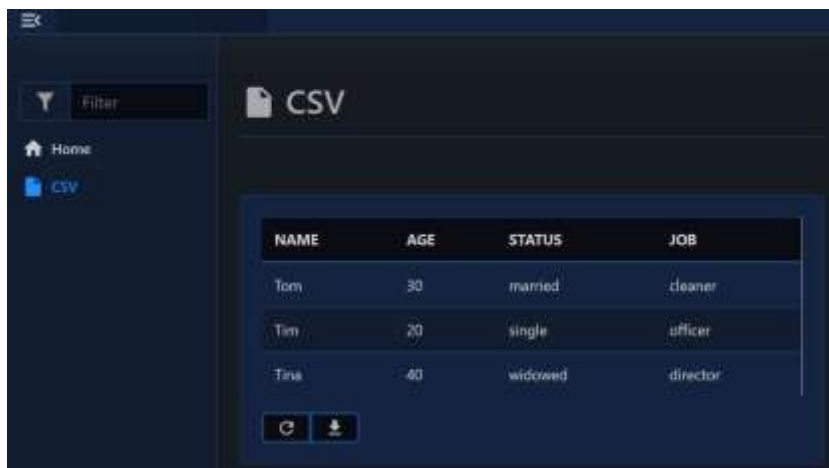 Filter
CSV
Home
CSV
NAME AGE STATUS JOB
Tom 30 married cleaner
Tim 20 single officer
Tina 40 widowed director